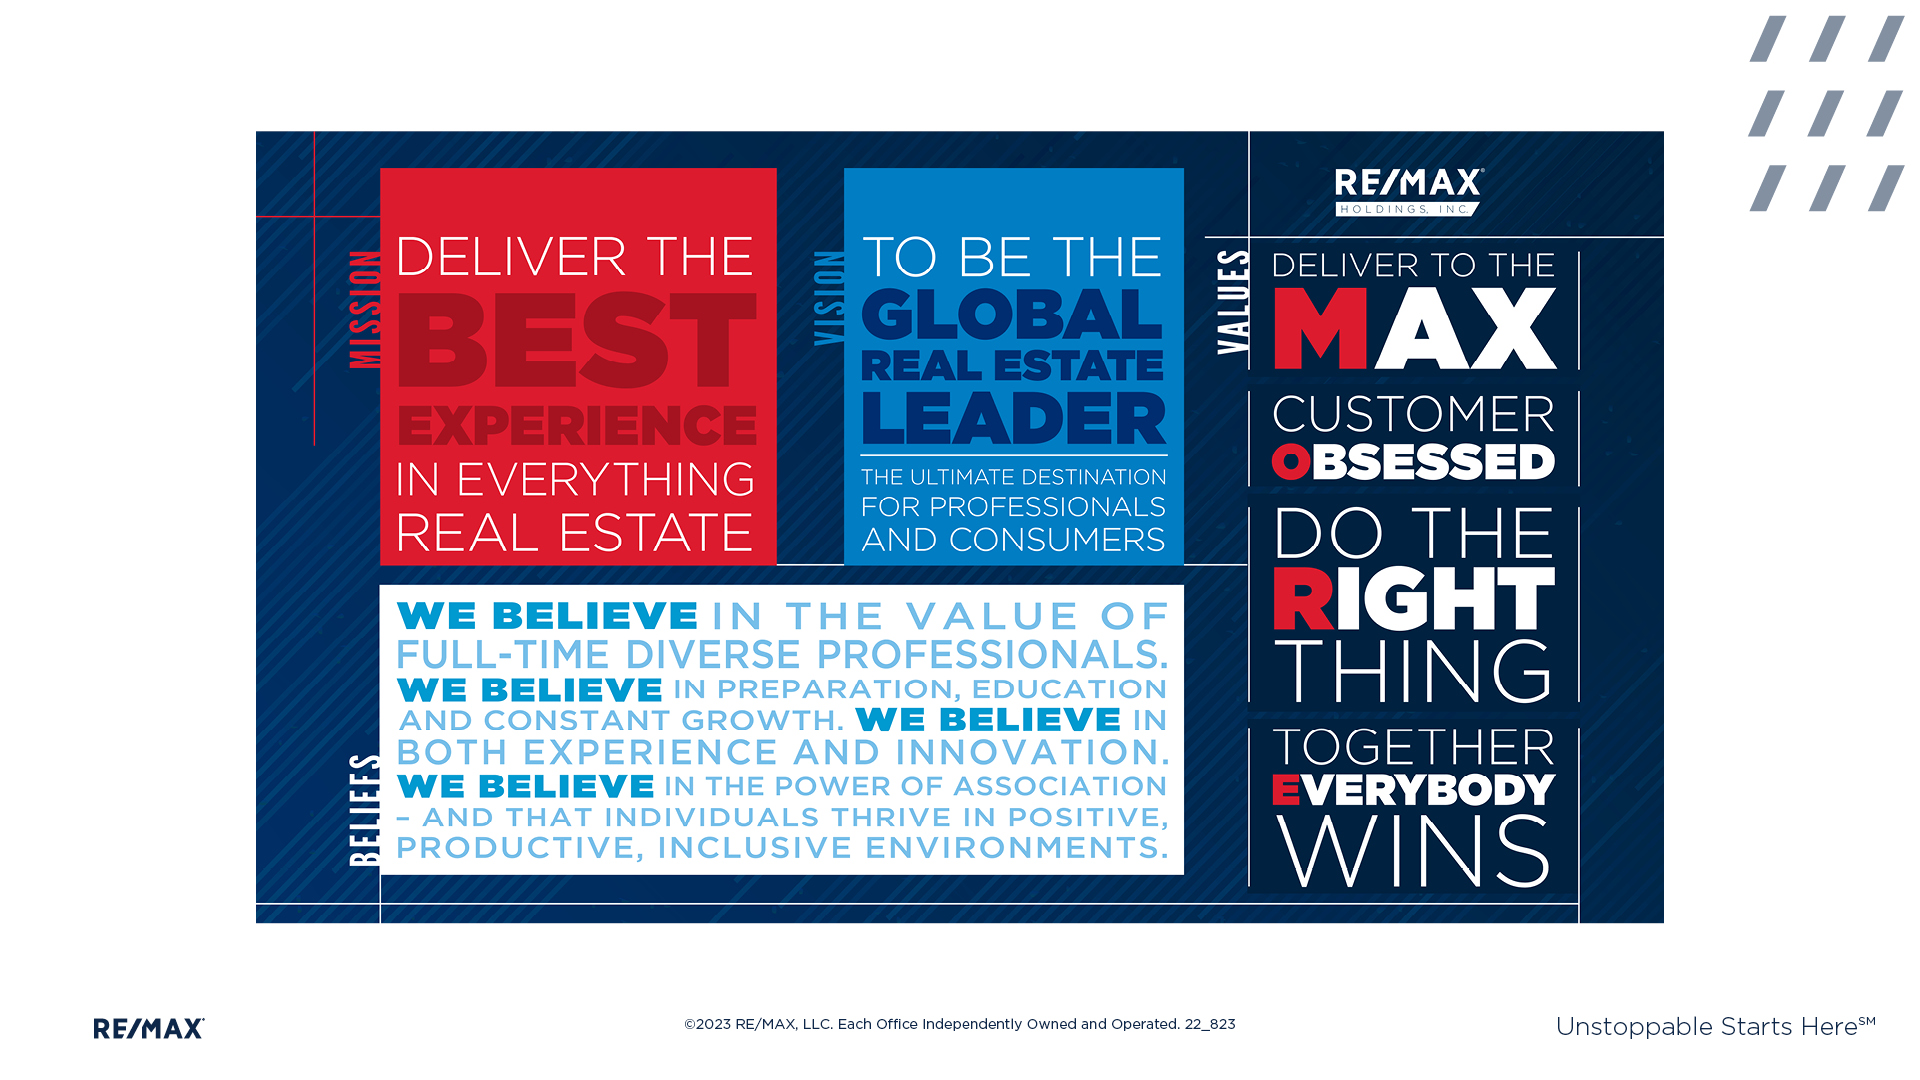 MISSION
DELIVER THE
BEST
EXPERIENCE
IN EVERYTHING
REAL ESTATE
VISION
TO BE THE
GLOBAL
REAL ESTATE
LEADER
THE ULTIMATE DESTINATION
FOR PROFESSIONALS
AND CONSUMERS
BELIEFS
WE BELIEVE IN THE VALUE OF
FULL-TIME DIVERSE PROFESSIONALS.
WE BELIEVE IN PREPARATION, EDUCATION
AND CONSTANT GROWTH. WE BELIEVE IN
BOTH EXPERIENCE AND INNOVATION.
WE BELIEVE IN THE POWER OF ASSOCIATION
– AND THAT INDIVIDUALS THRIVE IN POSITIVE,
PRODUCTIVE, INCLUSIVE ENVIRONMENTS.
RE/MAX®
HOLDINGS, INC.
VALUES
DELIVER TO THE
MAX
CUSTOMER
OBSESSED
DO THE
RIGHT
THING
TOGETHER
EVERYBODY
WINS
RE/MAX®
©2023 RE/MAX, LLC. Each Office Independently Owned and Operated. 22_823
Unstoppable Starts Here℠